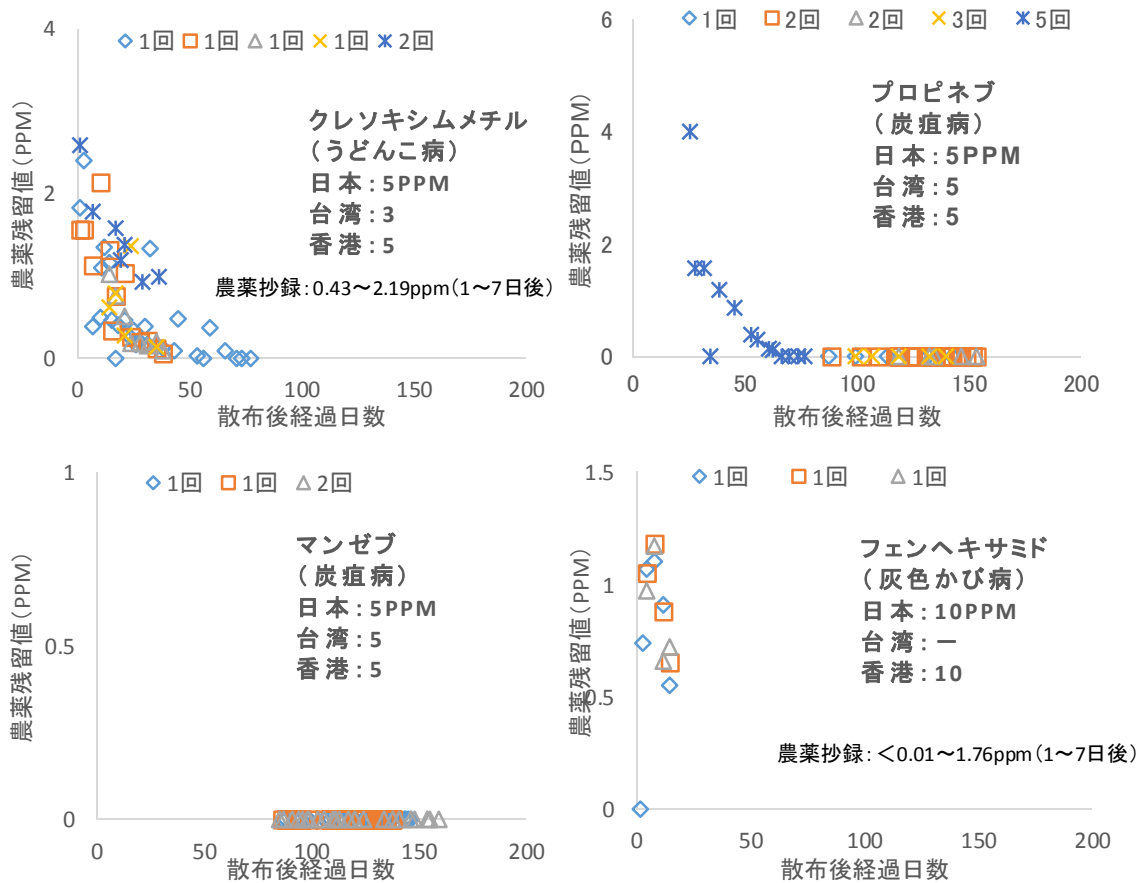 ◇1回 □1回 △1回 ×1回 ✳2回
農薬残留値(PPM)
4
2
0
クレソキシムメチル
(うどんこ病)
日本:5PPM
台湾:3
香港:5
農薬抄録:0.43~2.19ppm(1~7日後)
0 50 100 150 200
散布後経過日数
◇1回 □2回 △2回 ×3回 ✳5回
農薬残留値(PPM)
6
4
2
0
プロピネブ
(炭疽病)
日本:5PPM
台湾:5
香港:5
0 50 100 150 200
散布後経過日数
◇1回 □1回 △2回
農薬残留値(PPM)
1
0.5
0
マンゼブ
(炭疽病)
日本:5PPM
台湾:5
香港:5
0 50 100 150 200
散布後経過日数
◇1回 □1回 △1回
農薬残留値(PPM)
1.5
1
0.5
0
フェンヘキサミド
(灰色かび病)
日本:10PPM
台湾:―
香港:10
農薬抄録:<0.01~1.76ppm(1~7日後)
0 50 100 150 200
散布後経過日数